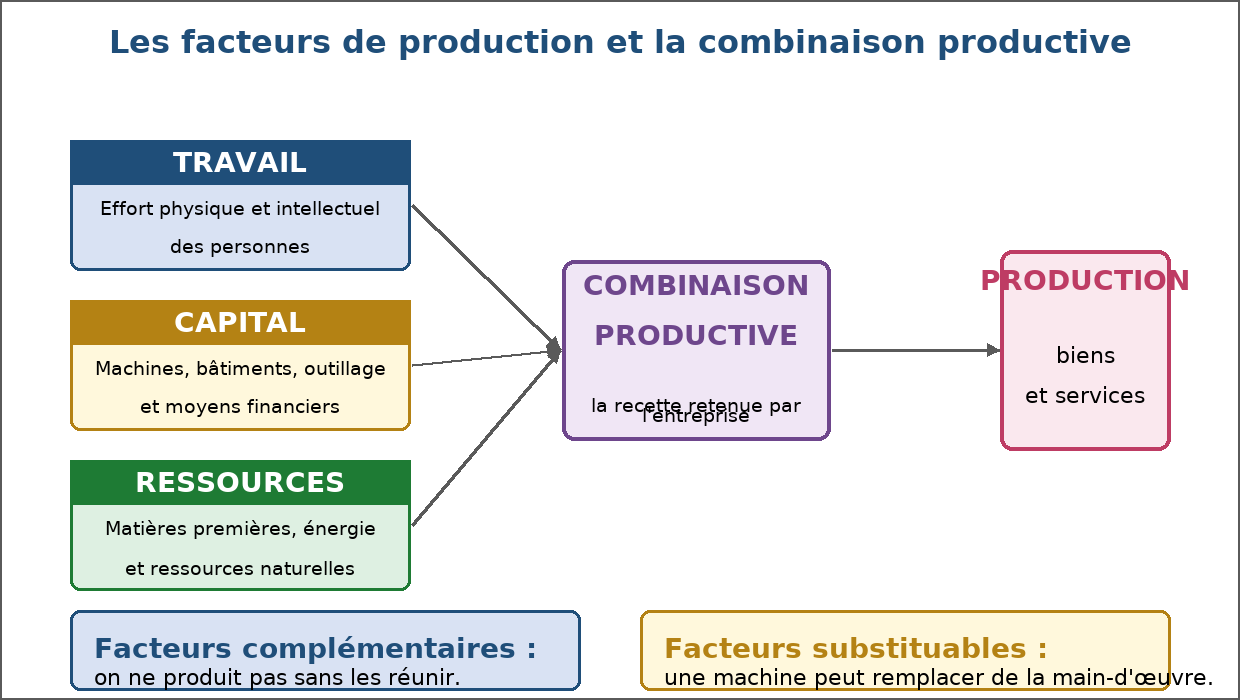 Les facteurs de production et la combinaison productive
TRAVAIL
Effort physique et intellectuel
des personnes
CAPITAL
Machines, bâtiments, outillage
et moyens financiers
RESSOURCES
Matières premières, énergie
et ressources naturelles
COMBINAISON
PRODUCTIVE
la recette retenue par
l'entreprise
PRODUCTION
biens
et services
Facteurs complémentaires :
on ne produit pas sans les réunir.
Facteurs substituables :
une machine peut remplacer de la main-d'œuvre.